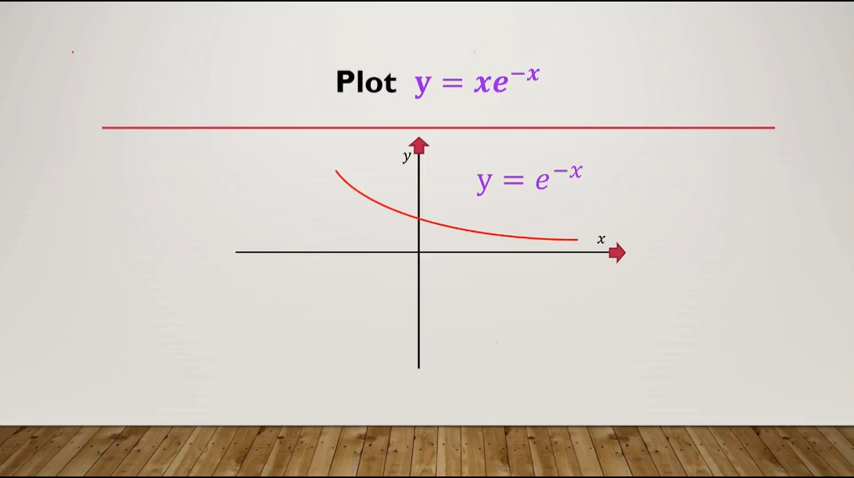 Plot y = xe⁻ˣ
y
y = e⁻ˣ
x